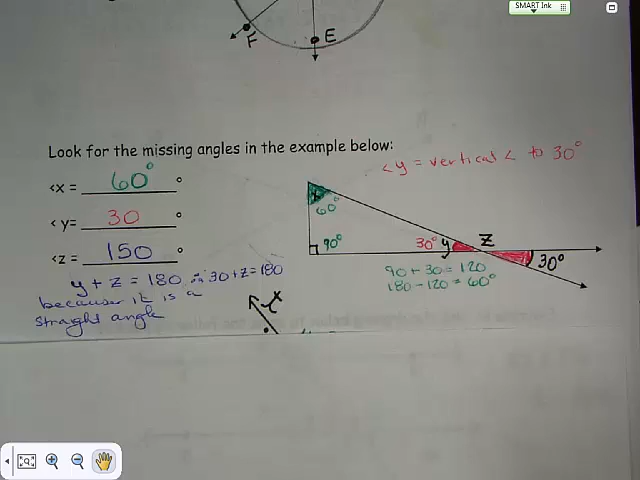 SMART Ink
F
E
Look for the missing angles in the example below:
<y = vertical < to 30°
<x = 60° °
<y= 30 °
<z = 150 °
y + z = 180 ∴ 30+z=180
because it is a
straight angle
x
60°
90°
30° y
z
30°
90 + 30 = 120
180 - 120 = 60°
x